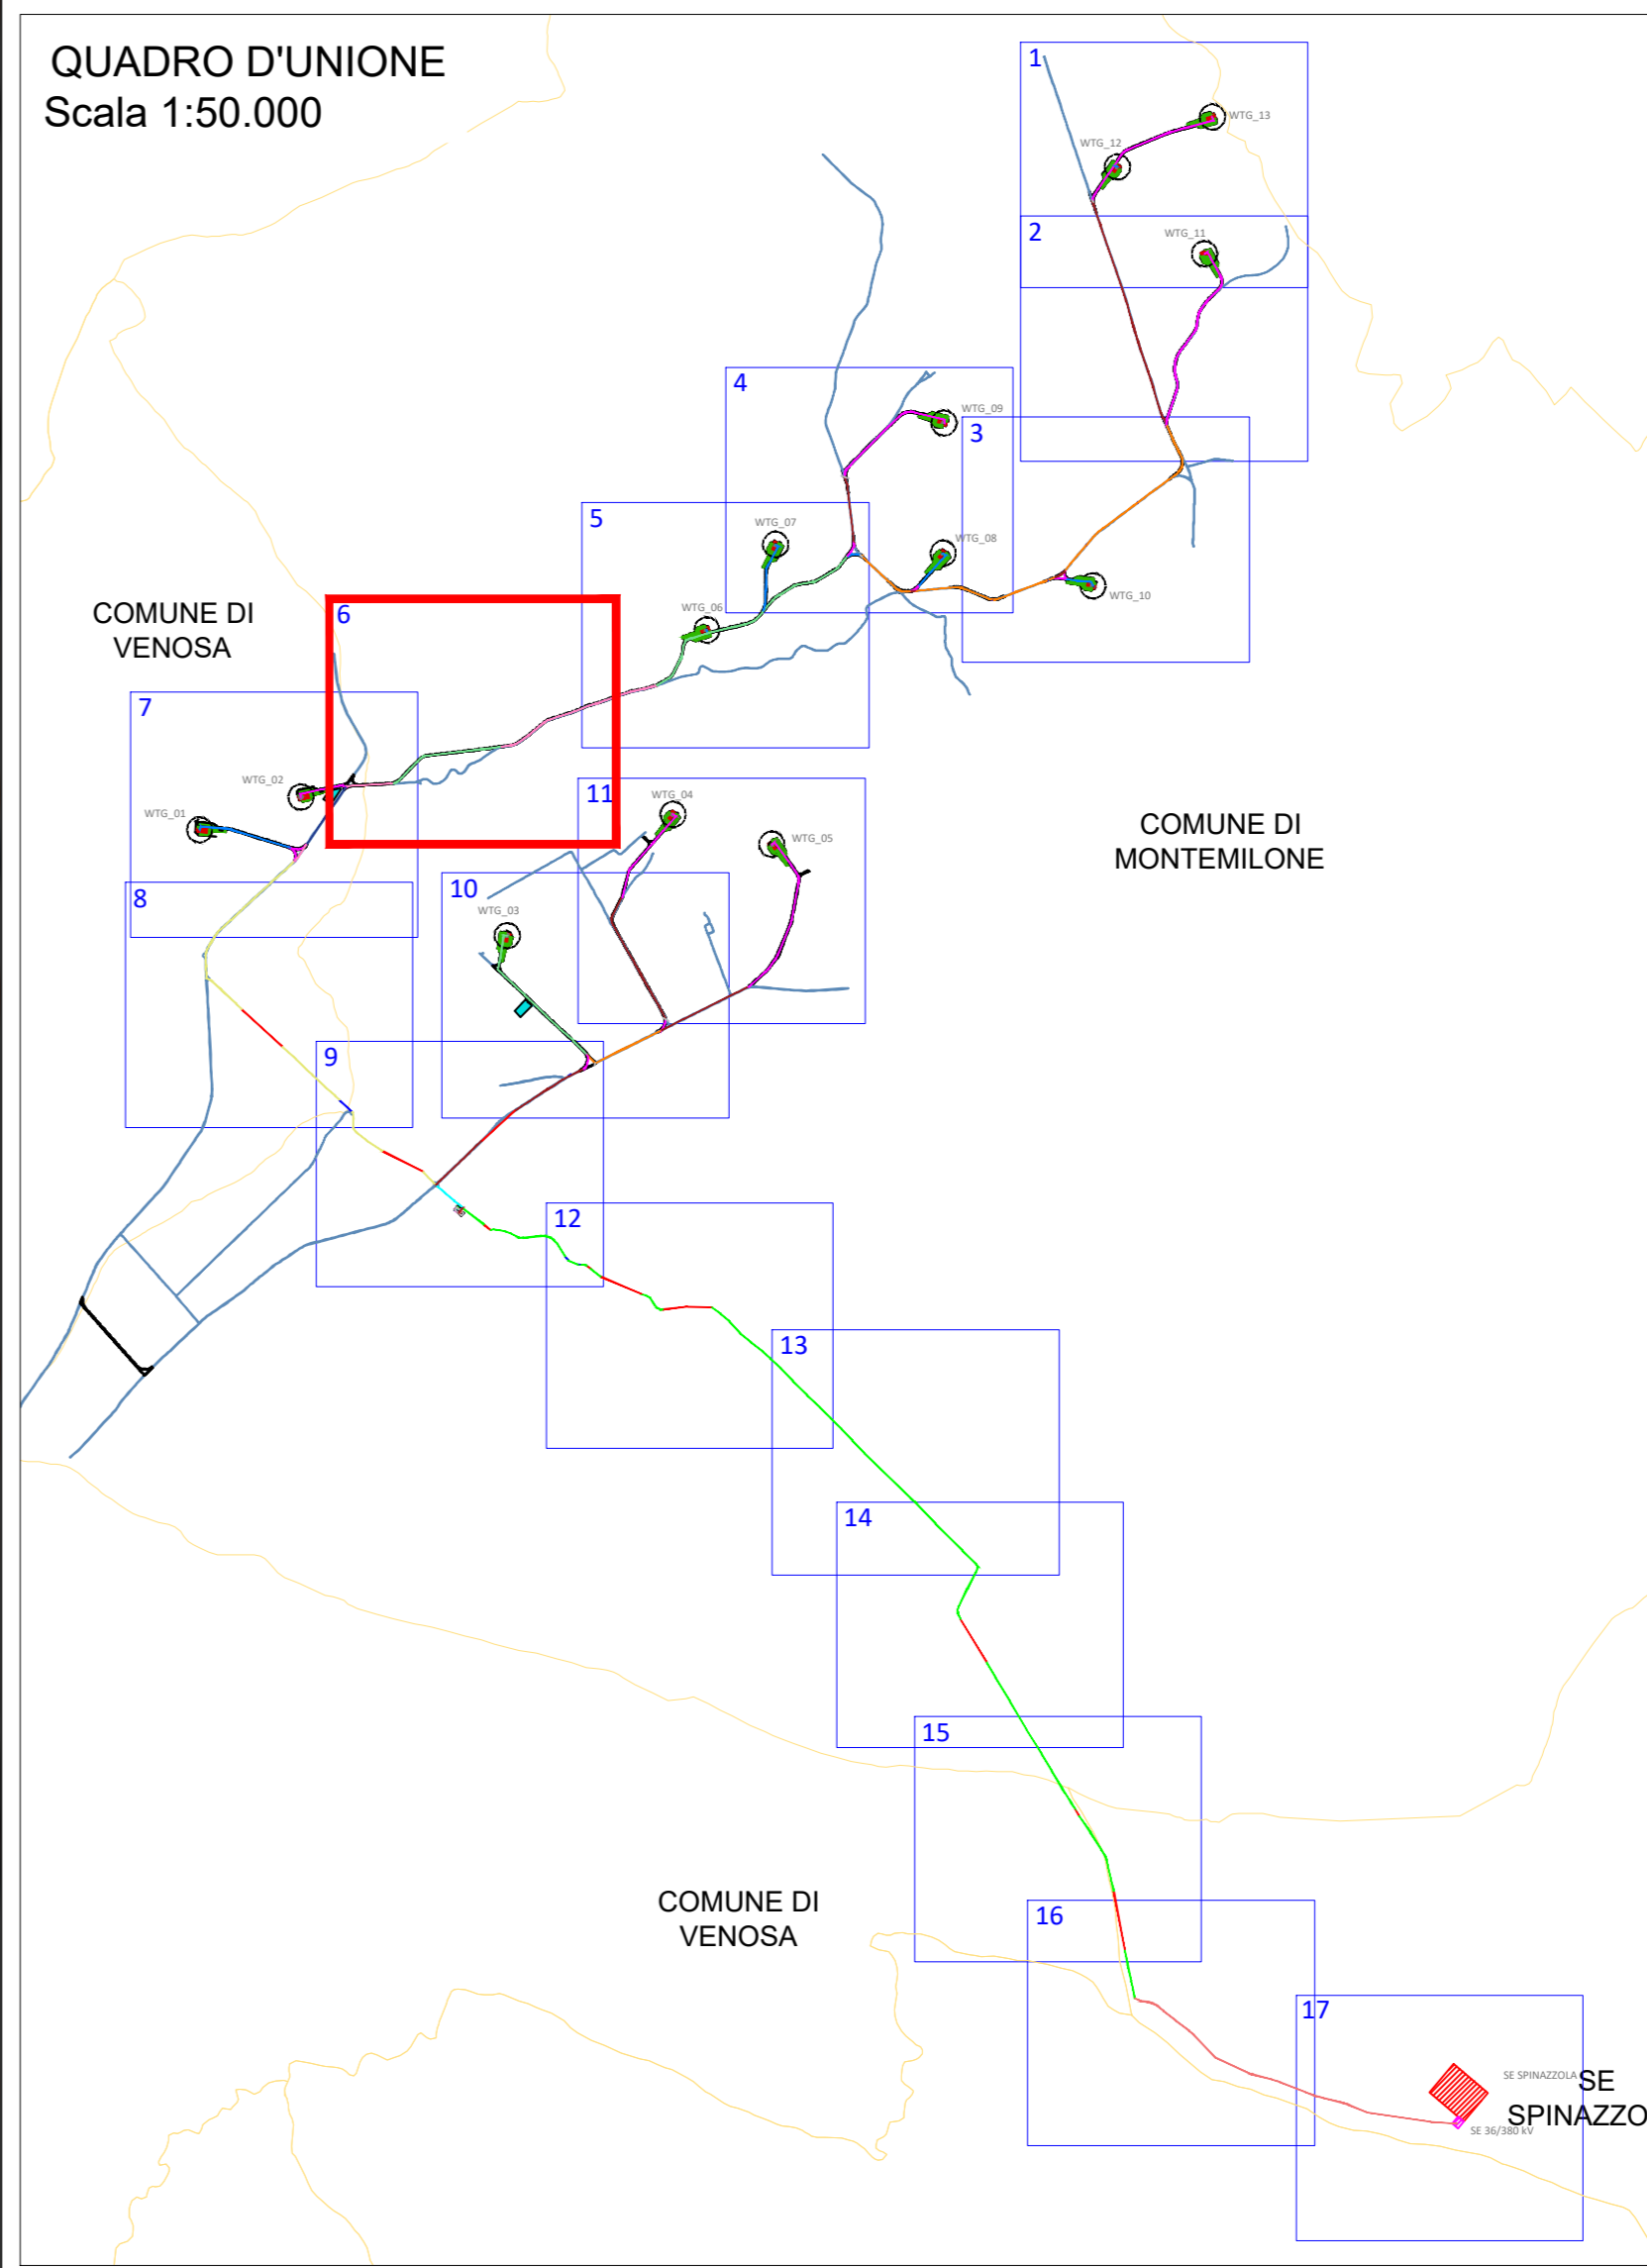 QUADRO D'UNIONE
Scala 1:50.000
1
WTG_13
WTG_12
2
WTG_11
4
WTG_09
3
5
WTG_07
WTG_08
WTG_10
WTG_06
COMUNE DI
VENOSA
6
7
WTG_02
WTG_01
11
WTG_04
WTG_05
COMUNE DI
MONTEMILONE
8
10
WTG_03
9
12
13
14
15
COMUNE DI
VENOSA
16
17
SE SPINAZZOLA
SE
SPINAZZO
SE 36/380 kV